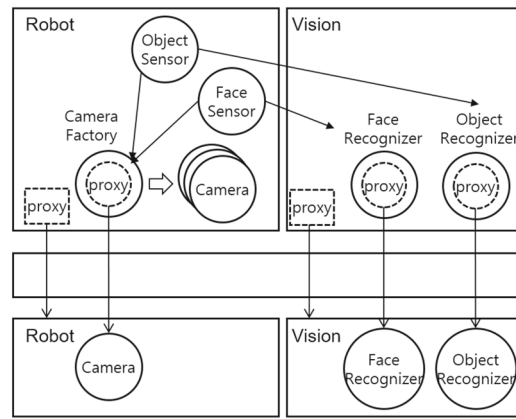 Robot
Object
Sensor
Face
Sensor
Camera
Factory
proxy
proxy
Camera
Vision
Face
Recognizer
Object
Recognizer
proxy
proxy
proxy
Robot
Camera
Vision
Face
Recognizer
Object
Recognizer